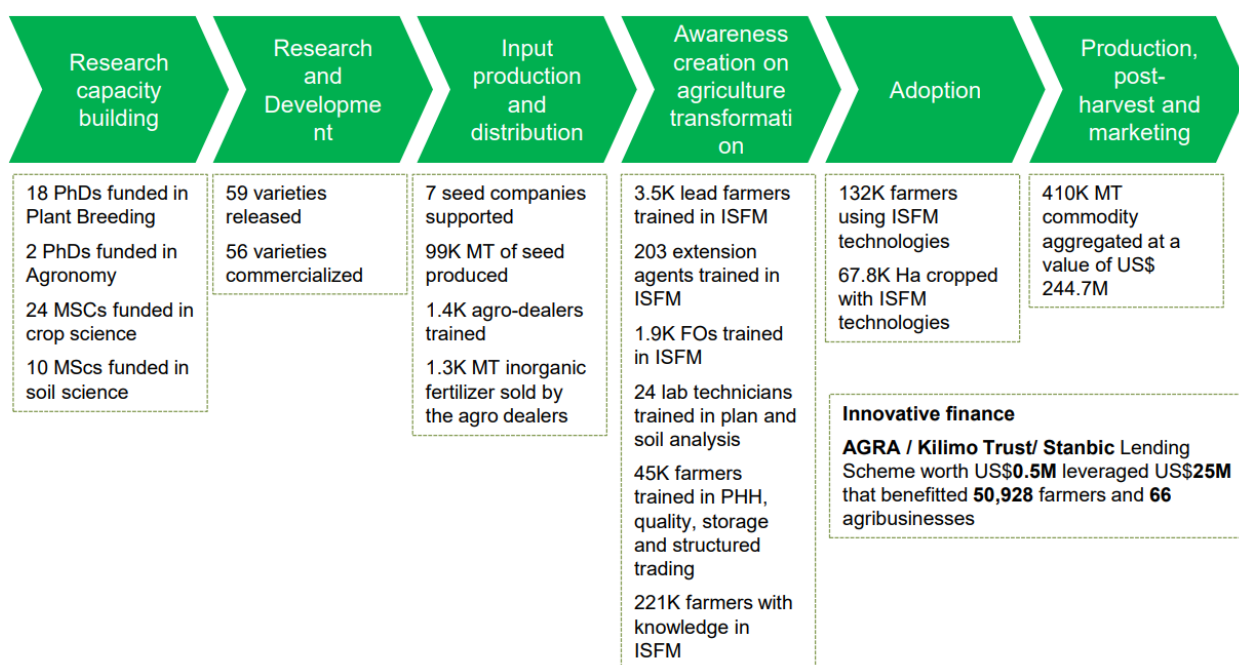 Research
capacity
building
Research
and
Developme
nt
Input
production
and
distribution
Awareness
creation on
agriculture
transformati
on
Adoption
Production,
post-
harvest and
marketing
18 PhDs funded in
Plant Breeding
2 PhDs funded in
Agronomy
24 MSCs funded in
crop science
10 MScs funded in
soil science
59 varieties
released
56 varieties
commercialized
7 seed companies
supported
99K MT of seed
produced
1.4K agro-dealers
trained
1.3K MT inorganic
fertilizer sold by
the agro dealers
3.5K lead farmers
trained in ISFM
203 extension
agents trained in
ISFM
1.9K FOs trained
in ISFM
24 lab technicians
trained in plan and
soil analysis
45K farmers
trained in PHH,
quality, storage
and structured
trading
221K farmers with
knowledge in
ISFM
132K farmers
using ISFM
technologies
67.8K Ha cropped
with ISFM
technologies
410K MT
commodity
aggregated at a
value of US$
244.7M
Innovative finance
AGRA / Kilimo Trust/ Stanbic Lending
Scheme worth US$0.5M leveraged US$25M
that benefitted 50,928 farmers and 66
agribusinesses